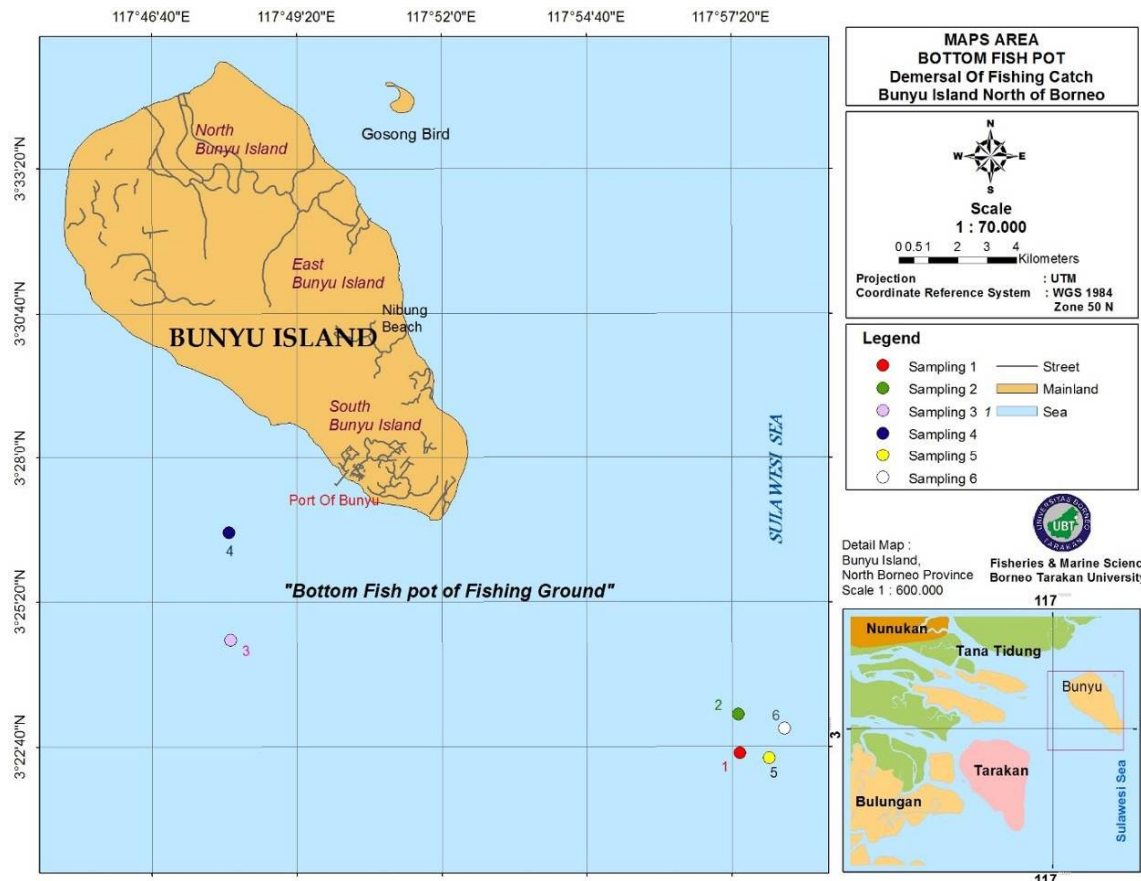 117°46'40"E 117°49'20"E 117°52'0"E 117°54'40"E 117°57'20"E
3°33'20"N
3°30'40"N
3°28'0"N
3°25'20"N
3°22'40"N
North
Bunyu Island
Gosong Bird
East
Bunyu Island
Nibung
Beach
BUNYU ISLAND
South
Bunyu Island
Port Of Bunyu
SULAWESI SEA
4
"Bottom Fish pot of Fishing Ground"
3
2
6
1
5
MAPS AREA
BOTTOM FISH POT
Demersal Of Fishing Catch
Bunyu Island North of Borneo
N
W E
S
Scale
1 : 70.000
0 0.5 1 2 3 4
Kilometers
Projection : UTM
Coordinate Reference System : WGS 1984
Zone 50 N
Legend
Sampling 1 Street
Sampling 2 Mainland
Sampling 3 1 Sea
Sampling 4
Sampling 5
Sampling 6
UNIVERSITAS BORNEO
UBT
TARAKAN
Detail Map :
Bunyu Island,
North Borneo Province
Scale 1 : 600.000
Fisheries & Marine Scienc
Borneo Tarakan University
117
Nunukan
Tana Tidung
Bunyu
3
Tarakan
Bulungan
Sulawesi Sea
117